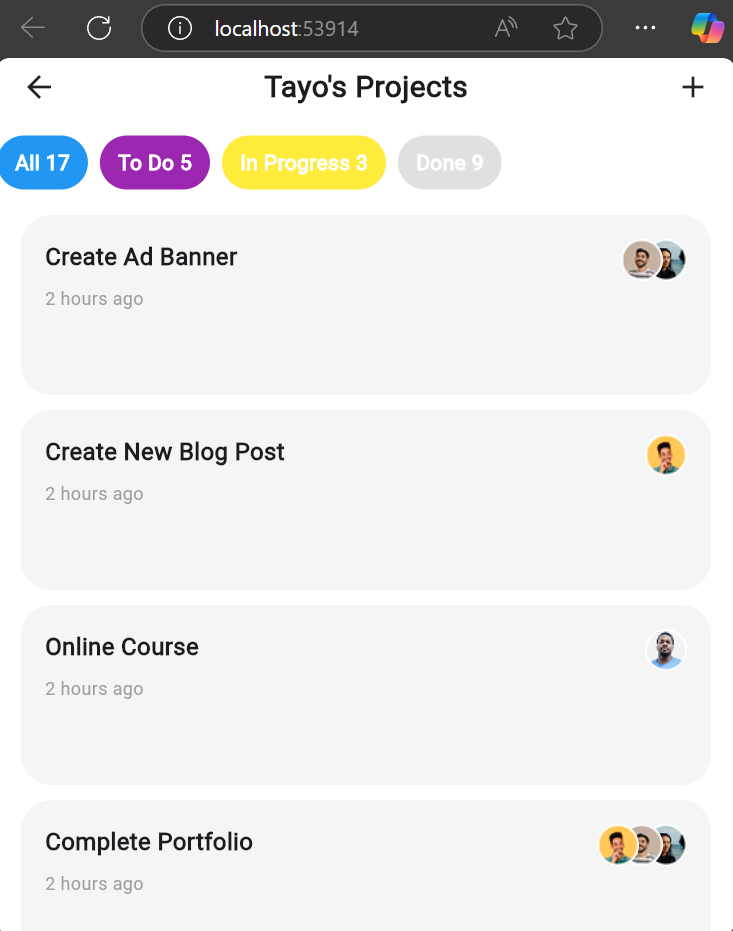 localhost:53914
Tayo's Projects
All 17 To Do 5 In Progress 3 Done 9
Create Ad Banner
2 hours ago
Create New Blog Post
2 hours ago
Online Course
2 hours ago
Complete Portfolio
2 hours ago